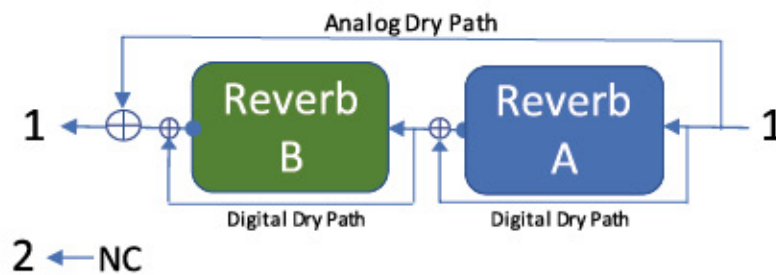 Analog Dry Path
1
Reverb
B
Reverb
A
1
Digital Dry Path
Digital Dry Path
2
NC